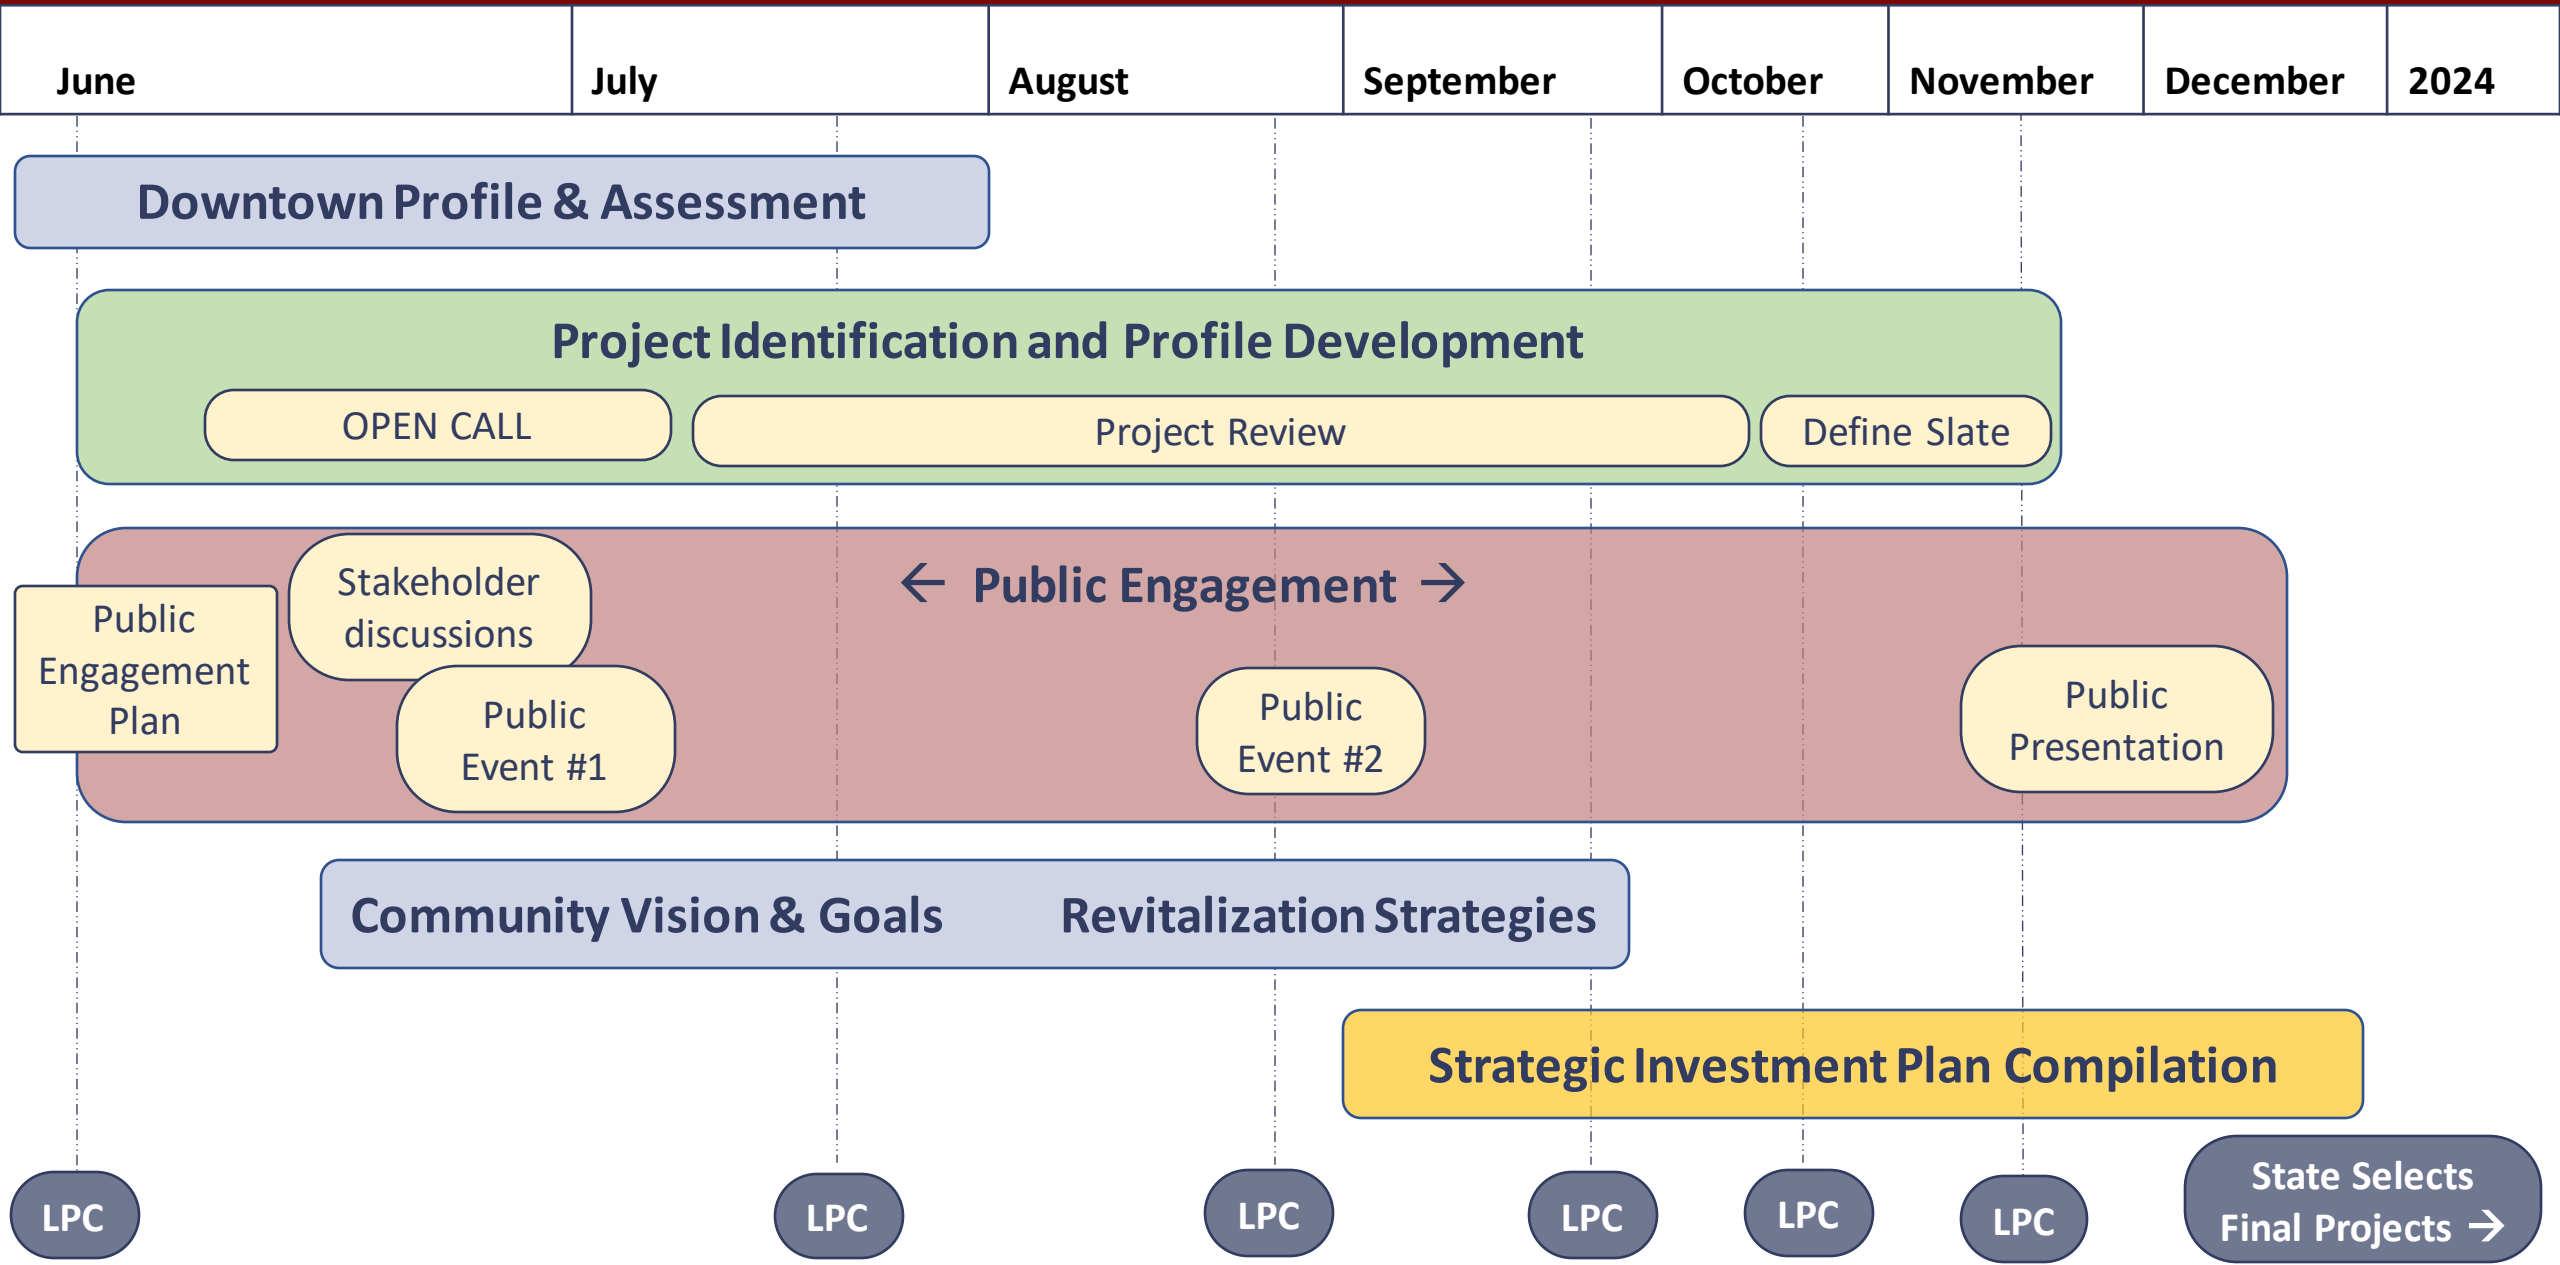 June
July
August
September
October
November
December
2024
Downtown Profile & Assessment
Project Identification and Profile Development
OPEN CALL
Project Review
Define Slate
← Public Engagement →
Stakeholder
discussions
Public
Engagement
Plan
Public
Event #1
Public
Event #2
Public
Presentation
Community Vision & Goals
Revitalization Strategies
Strategic Investment Plan Compilation
LPC
LPC
LPC
LPC
LPC
LPC
State Selects
Final Projects →